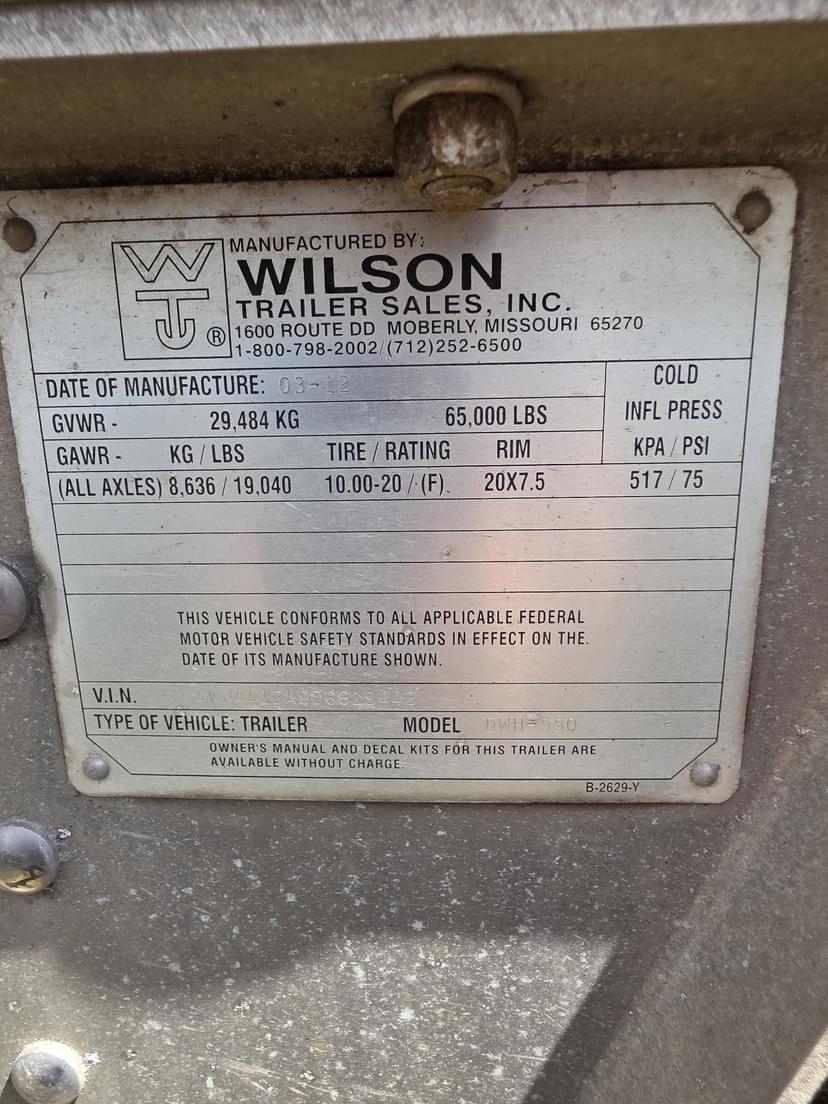 MANUFACTURED BY:
WILSON
TRAILER SALES, INC.
1600 ROUTE DD MOBERLY, MISSOURI 65270
1-800-798-2002/(712)252-6500
DATE OF MANUFACTURE: 03-12
COLD
INFL PRESS
KPA / PSI
GVWR - 29,484 KG 65,000 LBS
GAWR - KG / LBS TIRE / RATING RIM
(ALL AXLES) 8,636 / 19,040 10.00-20 / (F) 20X7.5 517 / 75
THIS VEHICLE CONFORMS TO ALL APPLICABLE FEDERAL
MOTOR VEHICLE SAFETY STANDARDS IN EFFECT ON THE
DATE OF ITS MANUFACTURE SHOWN.
V.I.N.
TYPE OF VEHICLE: TRAILER MODEL DWH-550
OWNER'S MANUAL AND DECAL KITS FOR THIS TRAILER ARE
AVAILABLE WITHOUT CHARGE.
B-2629-Y